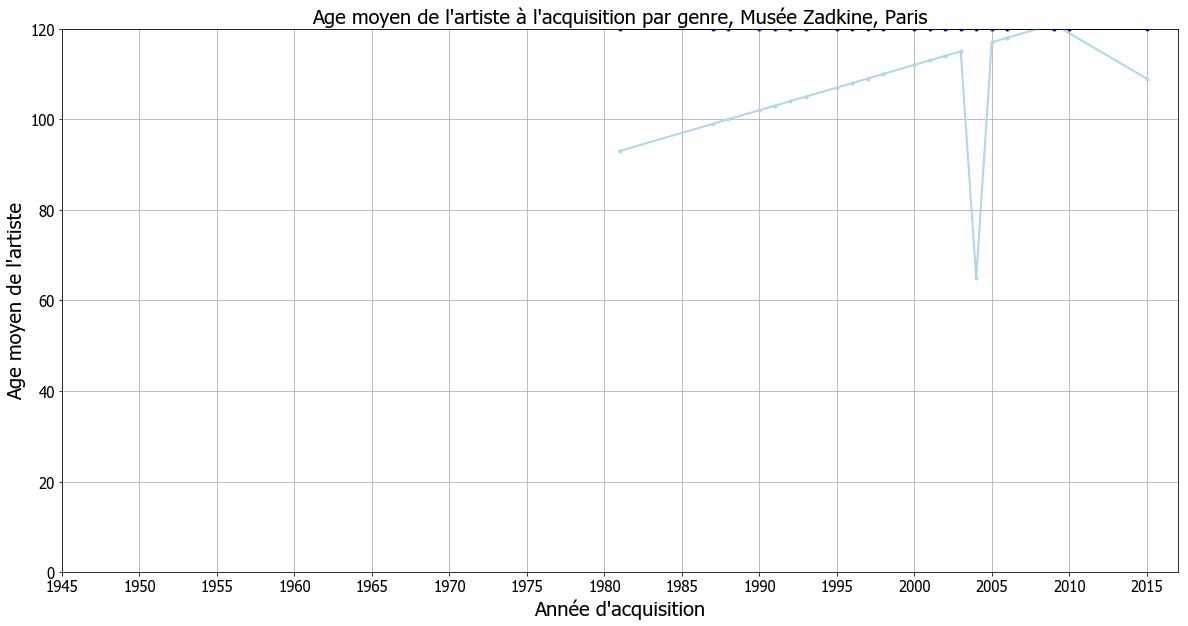 Age moyen de l'artiste à l'acquisition par genre, Musée Zadkine, Paris
120
100
80
60
40
20
0
Age moyen de l'artiste
1945 1950 1955 1960 1965 1970 1975 1980 1985 1990 1995 2000 2005 2010 2015
Année d'acquisition